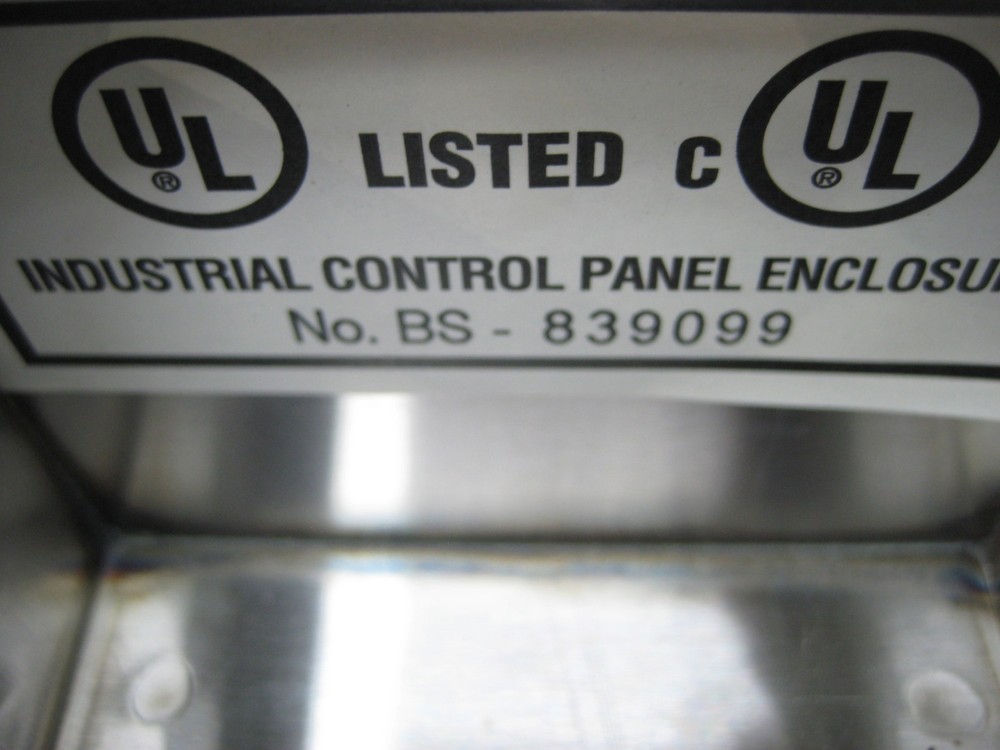 UL® LISTED C UL®
INDUSTRIAL CONTROL PANEL ENCLOSU
No. BS - 839099